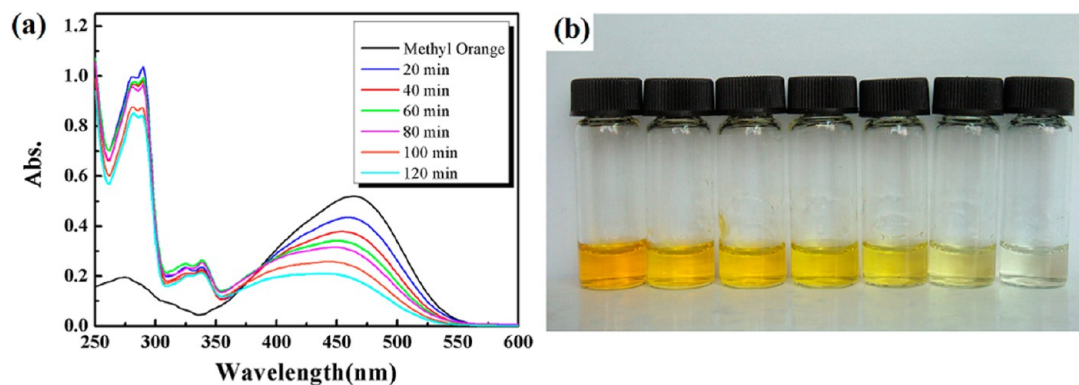 (a)
1.2
1.0
0.8
0.6
0.4
0.2
0.0
Abs.
250 300 350 400 450 500 550 600
Wavelength(nm)
Methyl Orange
20 min
40 min
60 min
80 min
100 min
120 min
(b)